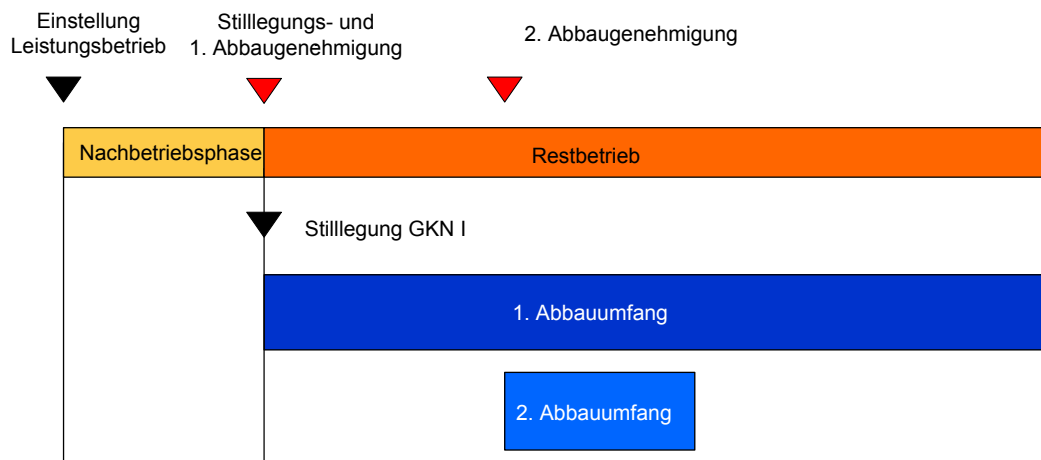 Einstellung
Leistungsbetrieb
Stilllegungs- und
1. Abbaugenehmigung
2. Abbaugenehmigung
Nachbetriebsphase
Restbetrieb
Stilllegung GKN I
1. Abbauumfang
2. Abbauumfang